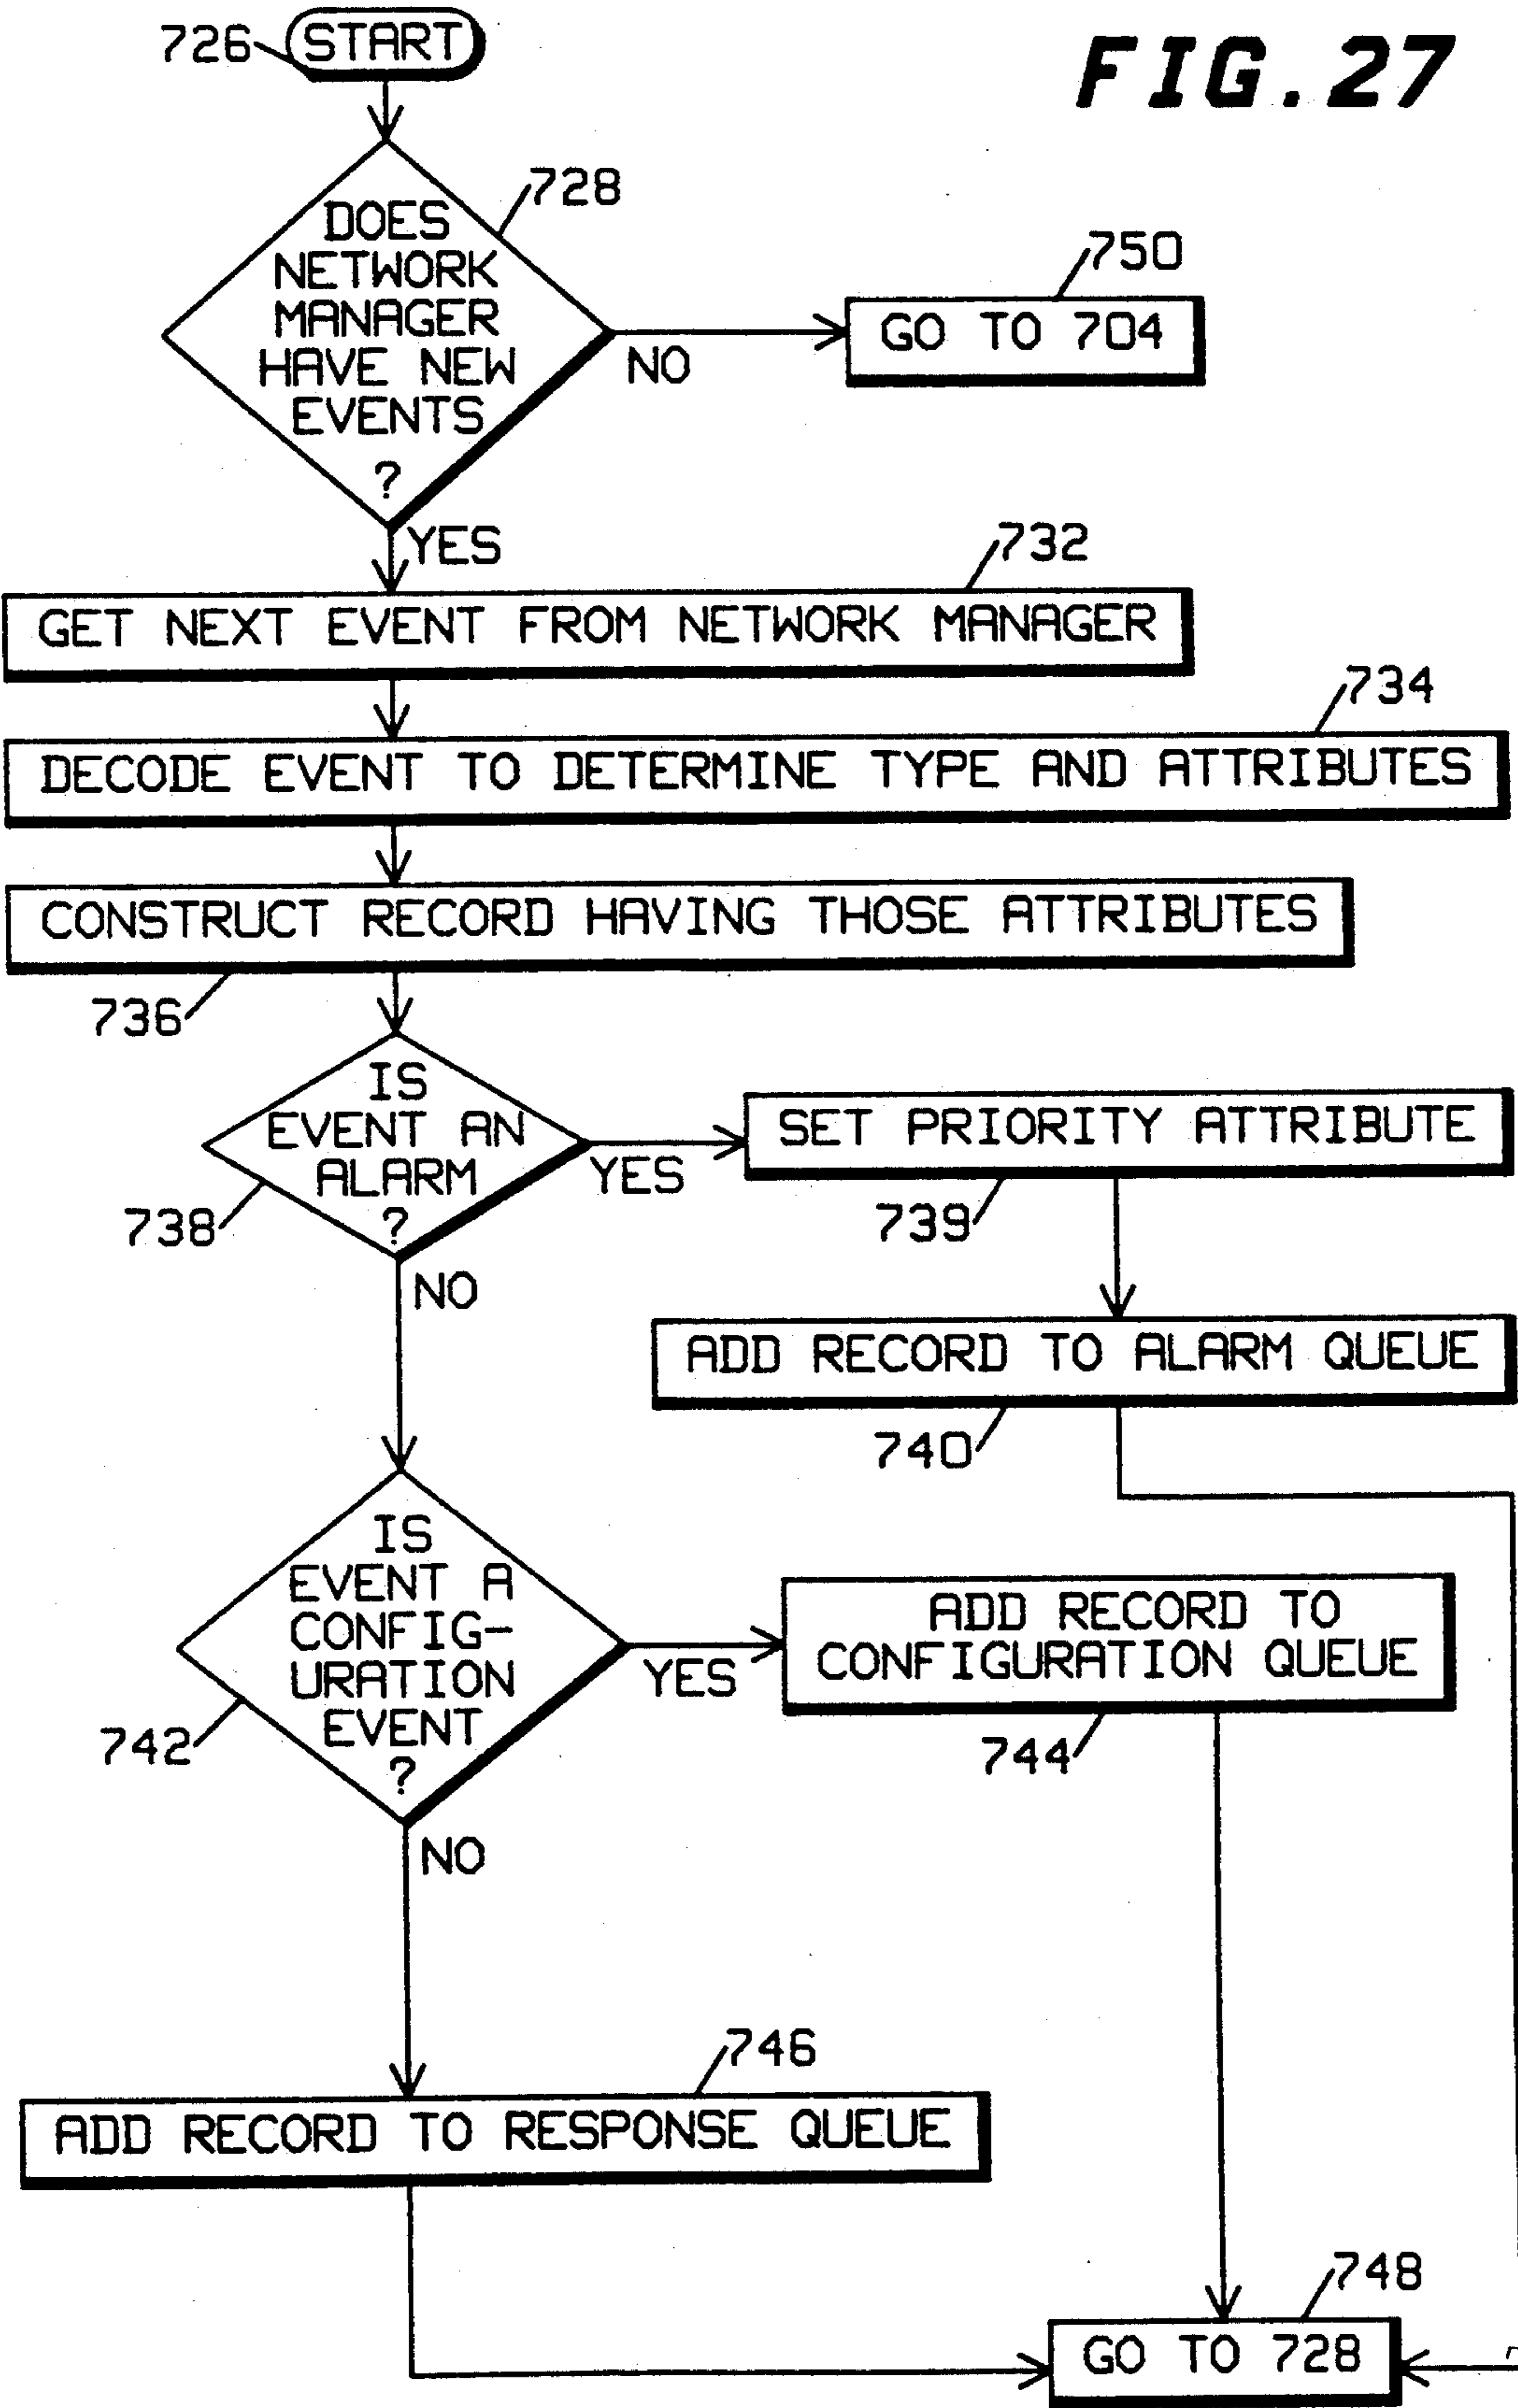 726
START
FIG. 27
728
DOES
NETWORK
MANAGER
HAVE NEW
EVENTS
?
NO
750
GO TO 704
YES
732
GET NEXT EVENT FROM NETWORK MANAGER
734
DECODE EVENT TO DETERMINE TYPE AND ATTRIBUTES
CONSTRUCT RECORD HAVING THOSE ATTRIBUTES
736
IS
EVENT AN
ALARM
?
738
YES
SET PRIORITY ATTRIBUTE
739
NO
ADD RECORD TO ALARM QUEUE
740
IS
EVENT A
CONFIG-
URATION
EVENT
?
742
YES
ADD RECORD TO
CONFIGURATION QUEUE
744
NO
746
ADD RECORD TO RESPONSE QUEUE
748
GO TO 728